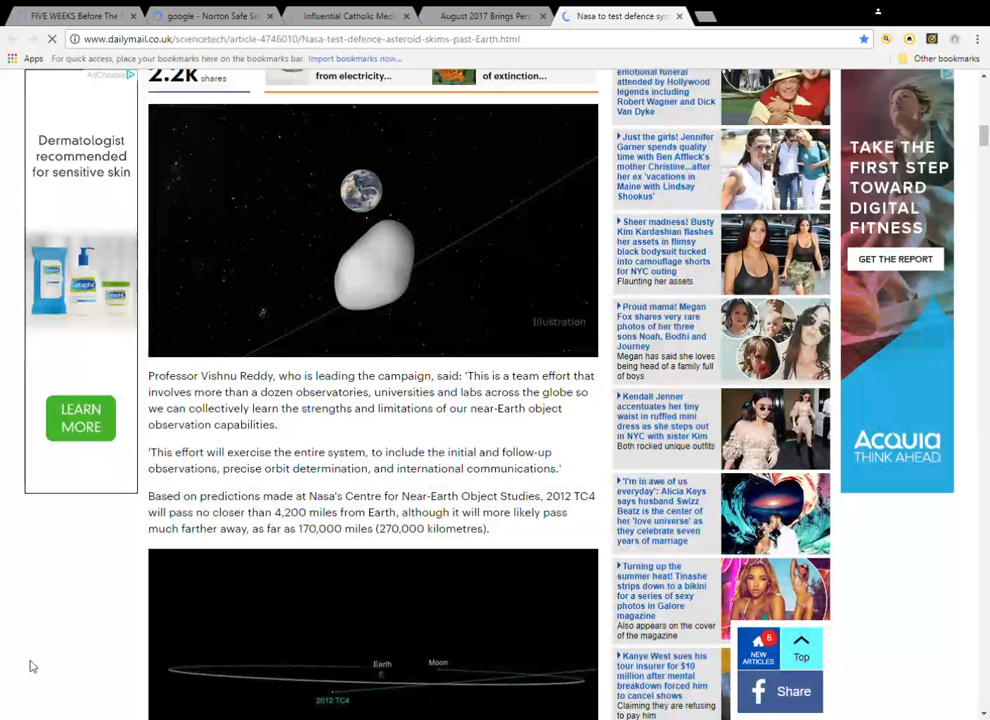 FIVE WEEKS Before The
google - Norton Safe Se
Influential Catholic Med
August 2017 Brings Perc
Nasa to test defence sys
www.dailymail.co.uk/sciencetech/article-4746010/Nasa-test-defence-asteroid-skims-past-Earth.html
Apps
For quick access, place your bookmarks here on the bookmarks bar. Import bookmarks now...
Other bookmarks
AdChoices
Dermatologist
recommended
for sensitive skin
Cetaphil
LEARN
MORE
2.2k
shares
from electricity...
of extinction...
Illustration
Professor Vishnu Reddy, who is leading the campaign, said: 'This is a team effort that
involves more than a dozen observatories, universities and labs across the globe so
we can collectively learn the strengths and limitations of our near-Earth object
observation capabilities.
'This effort will exercise the entire system, to include the initial and follow-up
observations, precise orbit determination, and international communications.'
Based on predictions made at Nasa's Centre for Near-Earth Object Studies, 2012 TC4
will pass no closer than 4,200 miles from Earth, although it will more likely pass
much farther away, as far as 170,000 miles (270,000 kilometres).
Earth
Moon
2012 TC4
emotional funeral
attended by Hollywood
legends including
Robert Wagner and Dick
Van Dyke
Just the girls! Jennifer
Garner spends quality
time with Ben Affleck's
mother Christine...after
her ex 'vacations in
Maine with Lindsay
Shookus'
Sheer madness! Busty
Kim Kardashian flashes
her assets in flimsy
black bodysuit tucked
into camouflage shorts
for NYC outing
Flaunting her assets
Proud mama! Megan
Fox shares very rare
photos of her three
sons Noah, Bodhi and
Journey
Megan has said she loves
being head of a family full
of boys
Kendall Jenner
accentuates her tiny
waist in ruffled mini
dress as she steps out
in NYC with sister Kim
Both rocked unique outfits
'I'm in awe of us
everyday': Alicia Keys
says husband Swizz
Beatz is the center of
her 'love universe' as
they celebrate seven
years of marriage
Turning up the
summer heat! Tinashe
strips down to a bikini
for a series of sexy
photos in Galore
magazine
Also appears on the cover
of the magazine
Kanye West sues his
tour insurer for $10
million after mental
breakdown forced him
to cancel shows
Claiming they are refusing
to pay him
6
NEW
ARTICLES
Top
Share
TAKE THE
FIRST STEP
TOWARD
DIGITAL
FITNESS
GET THE REPORT
ACQUIA
THINK AHEAD.